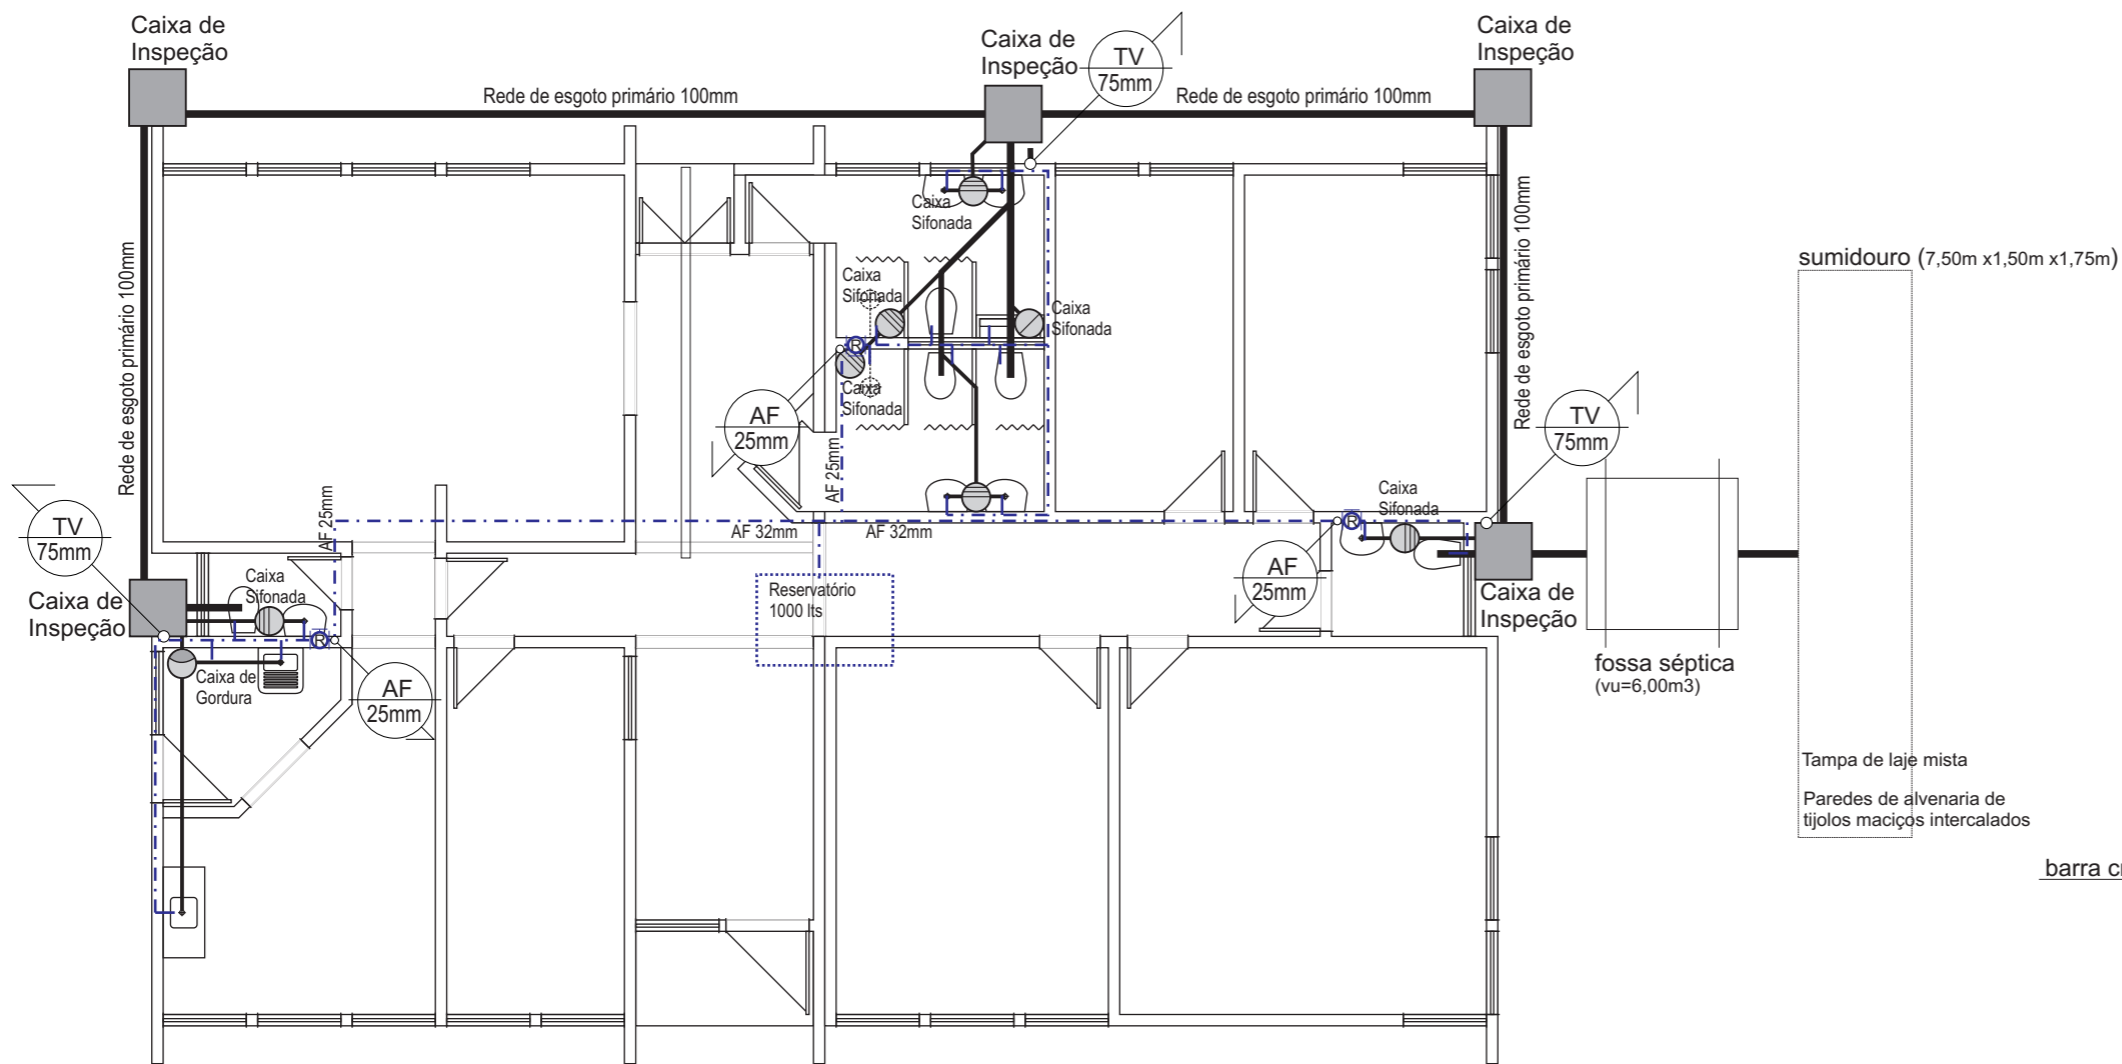 Caixa de
Inspeção
Caixa de
Inspeção
TV
75mm
Caixa de
Inspeção
Rede de esgoto primário 100mm
Rede de esgoto primário 100mm
Rede de esgoto primário 100mm
Rede de esgoto primário 100mm
Caixa
Sifonada
Caixa
Sifonada
Caixa
Sifonada
R
Caixa
Sifonada
AF
25mm
AF 25mm
sumidouro (7,50m x1,50m x1,75m)
TV
75mm
Caixa
Sifonada
R
TV
75mm
AF 25mm
AF 32mm
AF 32mm
AF
25mm
Caixa de
Inspeção
Caixa
Sifonada
R
Reservatório
1000 lts
Caixa de
Inspeção
Caixa de
Gordura
AF
25mm
fossa séptica
(vu=6,00m3)
Tampa de laje mista
Paredes de alvenaria de
tijolos maciços intercalados
barra